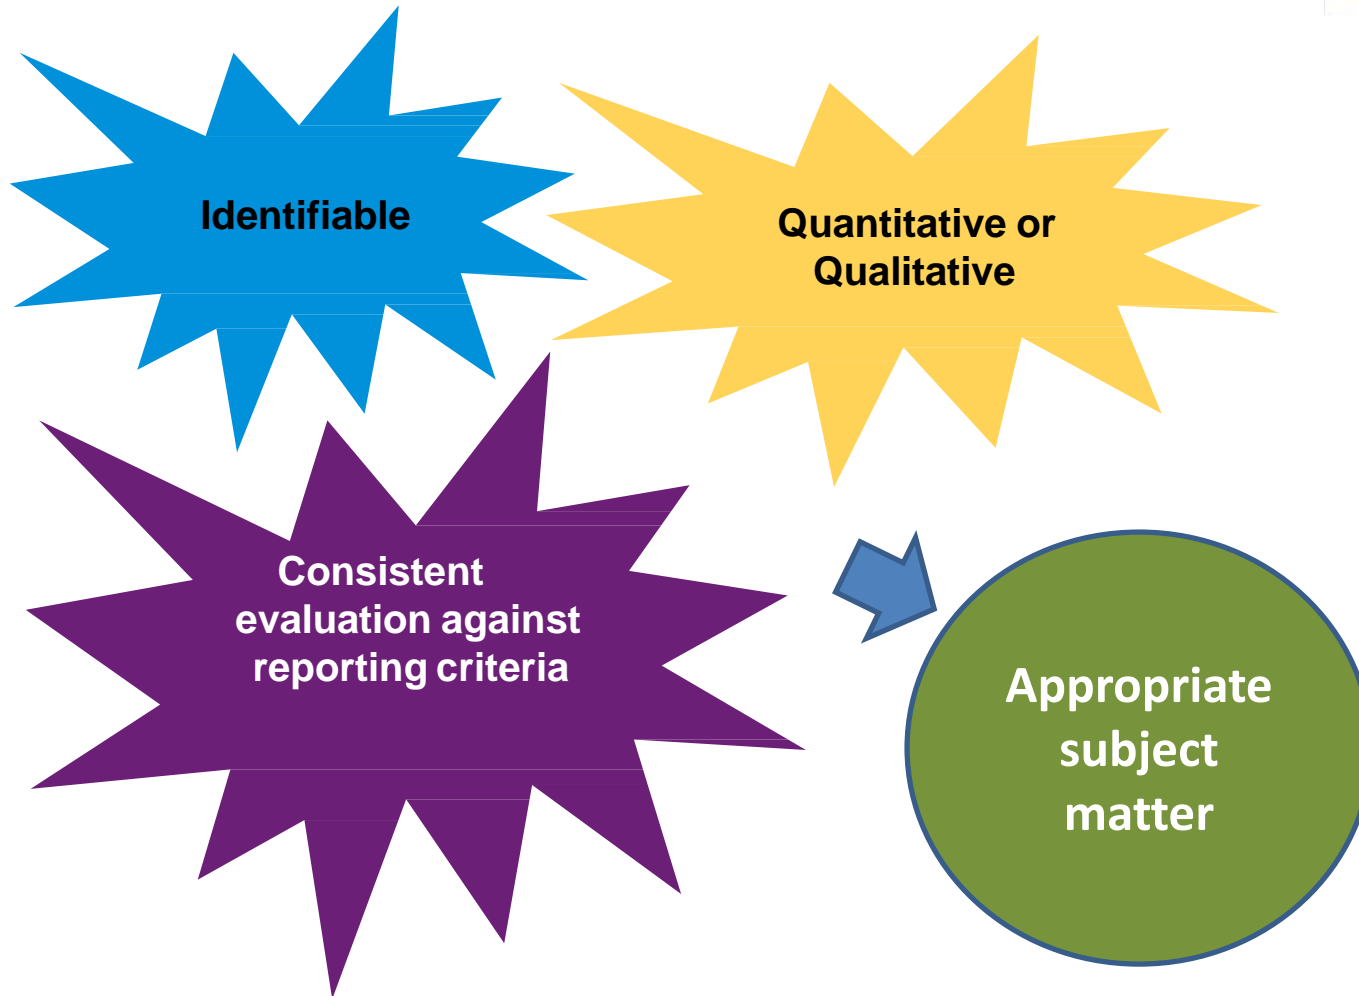 Identifiable
Quantitative or
Qualitative
Consistent
evaluation against
reporting criteria
Appropriate
subject
matter